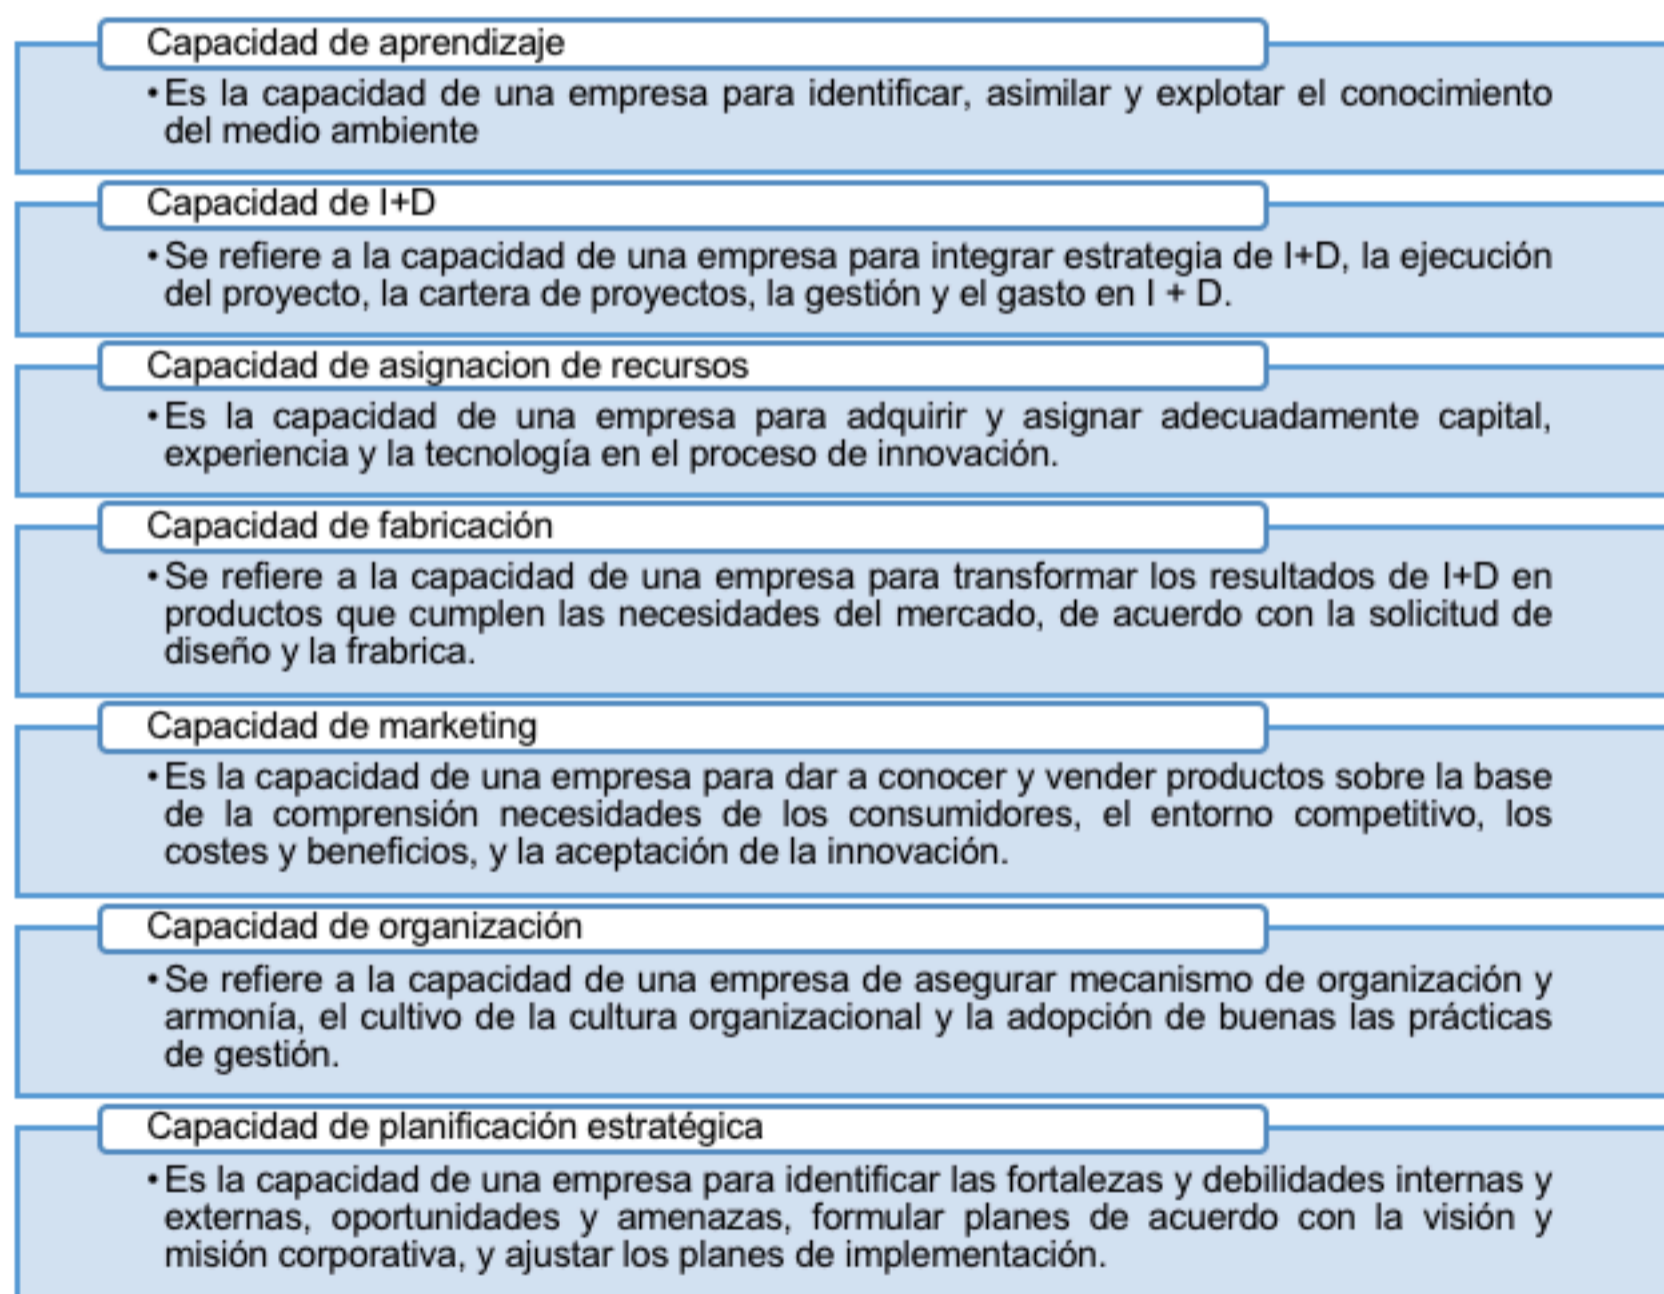 Capacidad de aprendizaje
•Es la capacidad de una empresa para identificar, asimilar y explotar el conocimiento
del medio ambiente
Capacidad de I+D
•Se refiere a la capacidad de una empresa para integrar estrategia de I+D, la ejecución
del proyecto, la cartera de proyectos, la gestión y el gasto en I + D.
Capacidad de asignacion de recursos
•Es la capacidad de una empresa para adquirir y asignar adecuadamente capital,
experiencia y la tecnología en el proceso de innovación.
Capacidad de fabricación
•Se refiere a la capacidad de una empresa para transformar los resultados de I+D en
productos que cumplen las necesidades del mercado, de acuerdo con la solicitud de
diseño y la frabrica.
Capacidad de marketing
•Es la capacidad de una empresa para dar a conocer y vender productos sobre la base
de la comprensión necesidades de los consumidores, el entorno competitivo, los
costes y beneficios, y la aceptación de la innovación.
Capacidad de organización
•Se refiere a la capacidad de una empresa de asegurar mecanismo de organización y
armonía, el cultivo de la cultura organizacional y la adopción de buenas las prácticas
de gestión.
Capacidad de planificación estratégica
•Es la capacidad de una empresa para identificar las fortalezas y debilidades internas y
externas, oportunidades y amenazas, formular planes de acuerdo con la visión y
misión corporativa, y ajustar los planes de implementación.